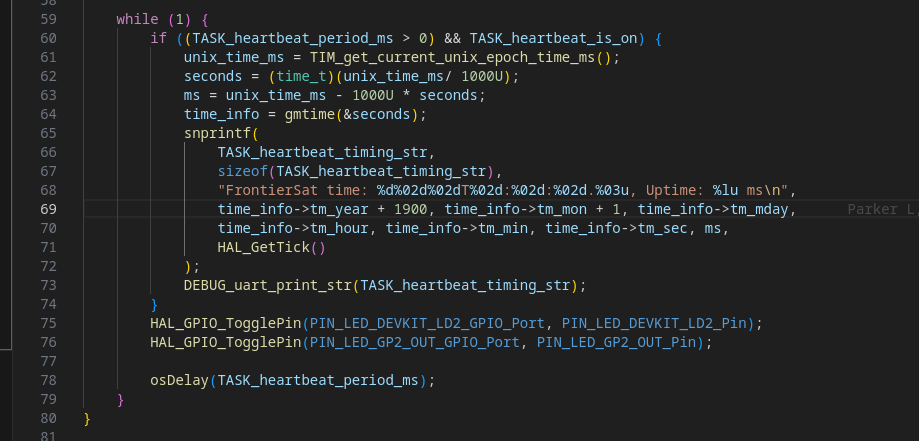 58
59 while (1) {
60 if ((TASK_heartbeat_period_ms > 0) && TASK_heartbeat_is_on) {
61 unix_time_ms = TIM_get_current_unix_epoch_time_ms();
62 seconds = (time_t)(unix_time_ms/ 1000U);
63 ms = unix_time_ms - 1000U * seconds;
64 time_info = gmtime(&seconds);
65 snprintf(
66 TASK_heartbeat_timing_str,
67 sizeof(TASK_heartbeat_timing_str),
68 "FrontierSat time: %d%02d%02dT%02d:%02d:%02d.%03u, Uptime: %lu ms\n",
69 time_info->tm_year + 1900, time_info->tm_mon + 1, time_info->tm_mday, Parker L
70 time_info->tm_hour, time_info->tm_min, time_info->tm_sec, ms,
71 HAL_GetTick()
72 );
73 DEBUG_uart_print_str(TASK_heartbeat_timing_str);
74 }
75 HAL_GPIO_TogglePin(PIN_LED_DEVKIT_LD2_GPIO_Port, PIN_LED_DEVKIT_LD2_Pin);
76 HAL_GPIO_TogglePin(PIN_LED_GP2_OUT_GPIO_Port, PIN_LED_GP2_OUT_Pin);
77
78 osDelay(TASK_heartbeat_period_ms);
79 }
80 }
81